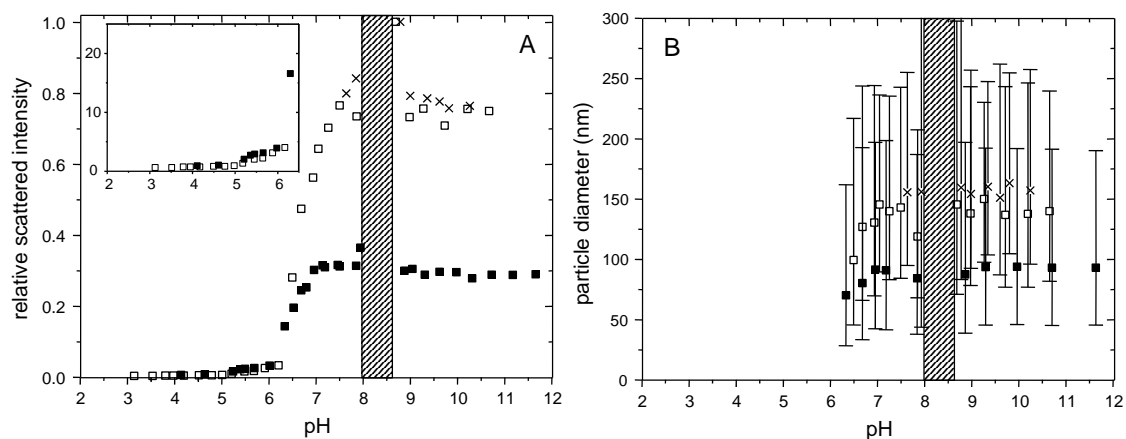 A
relative scattered intensity
1.0
0.8
0.6
0.4
0.2
0.0
20
10
0
2 3 4 5 6
2 3 4 5 6 7 8 9 10 11 12
pH
B
particle diameter (nm)
300
250
200
150
100
50
0
2 3 4 5 6 7 8 9 10 11 12
pH